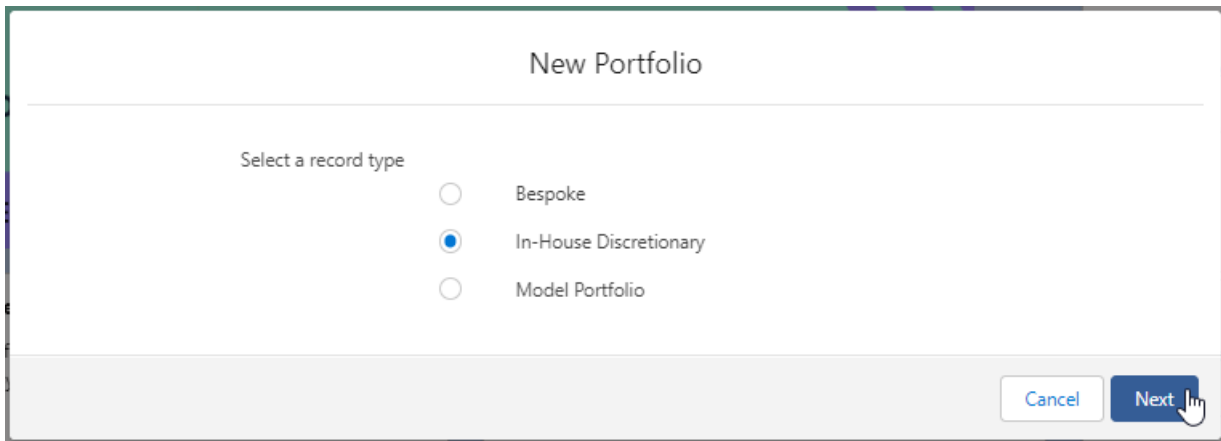 New Portfolio
Select a record type
Bespoke
In-House Discretionary
Model Portfolio
Cancel
Next